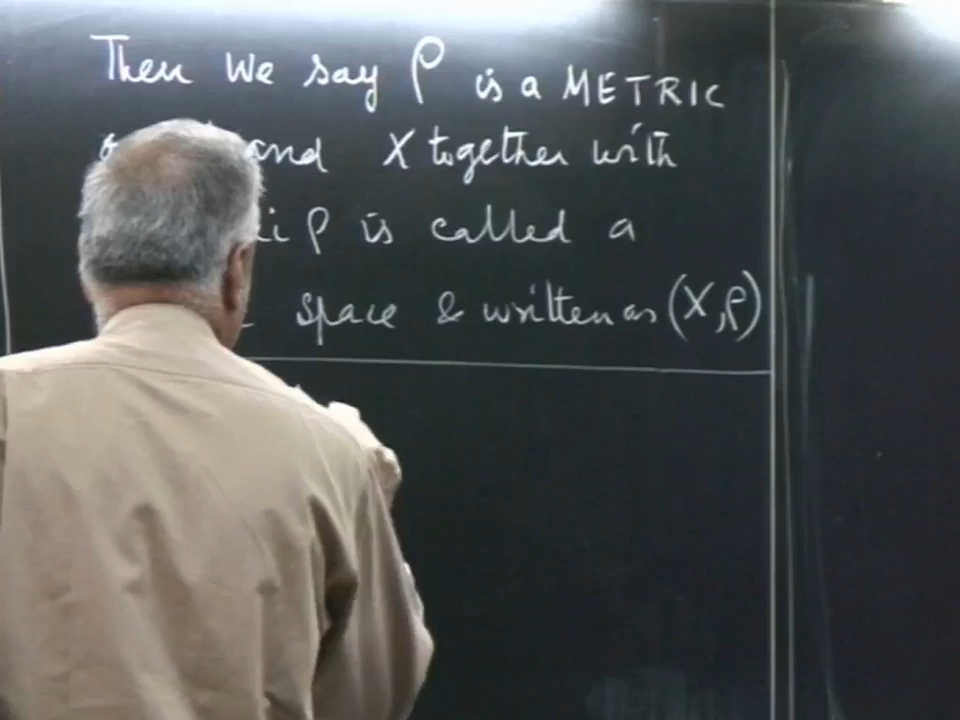 Then We say ρ is a METRIC
and X together with
ρ is called a
space & written as (X,ρ)